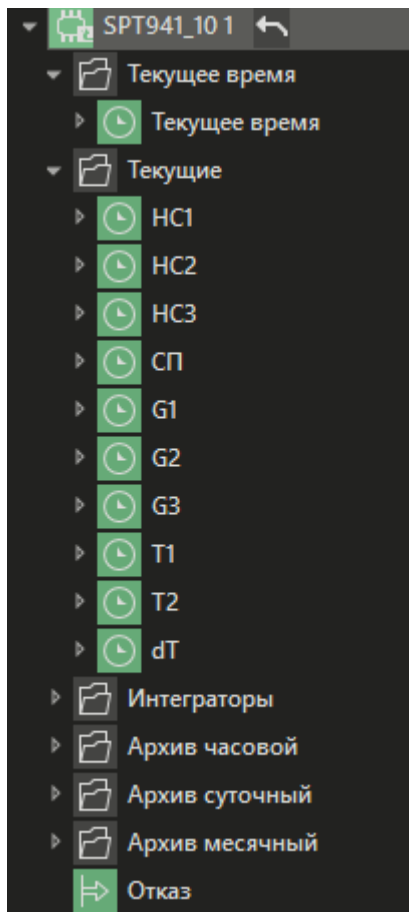 SPT941_10 1
Текущее время
Текущее время
Текущие
НС1
НС2
НС3
СП
G1
G2
G3
T1
T2
dT
Интеграторы
Архив часовой
Архив суточный
Архив месячный
Отказ